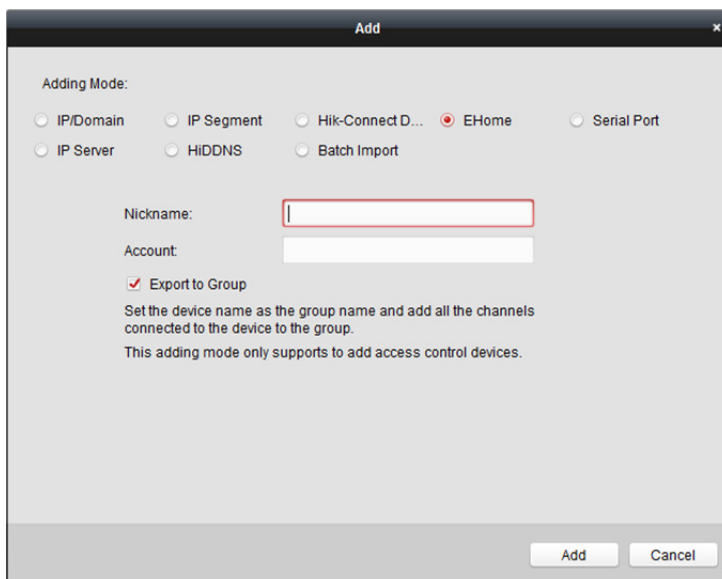 Add
Adding Mode:
IP/Domain IP Segment Hik-Connect D... EHome Serial Port
IP Server HiDDNS Batch Import
Nickname:
Account:
Export to Group
Set the device name as the group name and add all the channels
connected to the device to the group.
This adding mode only supports to add access control devices.
Add Cancel